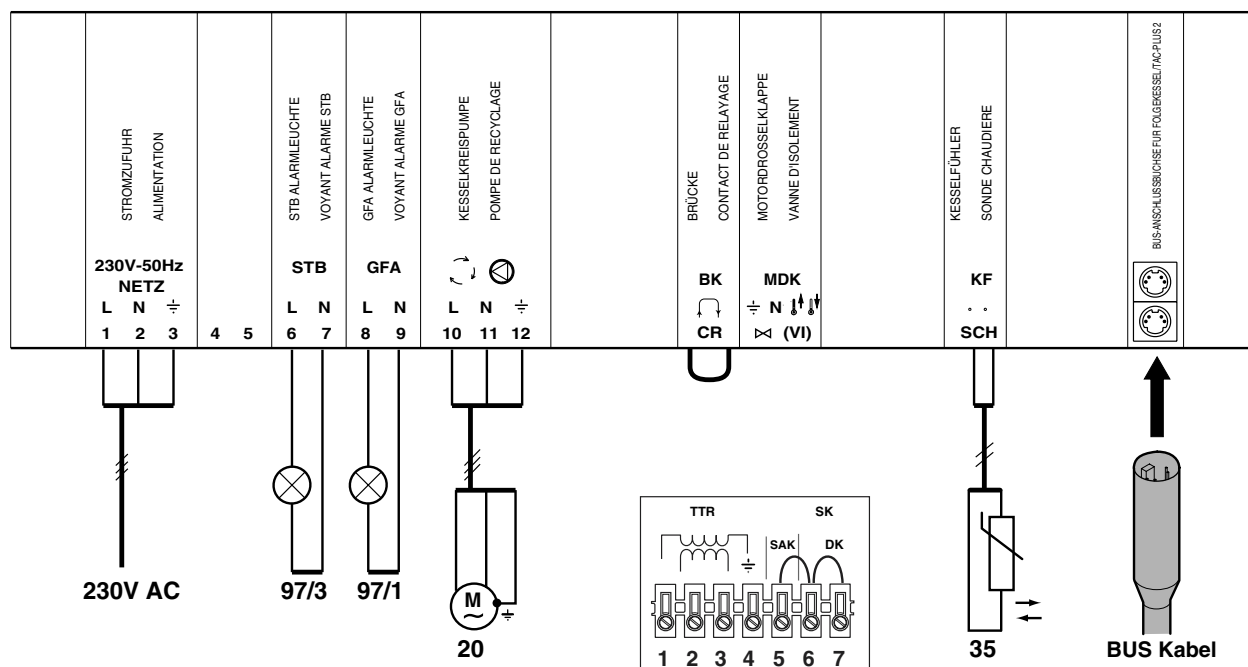 STROMZUFUHR
ALIMENTATION
230V-50Hz
NETZ
L N
1 2 3
4 5
STB ALARMLEUCHTE
VOYANT ALARME STB
STB
L N
6 7
GFA ALARMLEUCHTE
VOYANT ALARME GFA
GFA
L N
8 9
KESSELKREISPUMPE
POMPE DE RECYCLAGE
L N
10 11 12
BRÜCKE
CONTACT DE RELAYAGE
BK
CR
MOTORDROSSELKLAPPE
VANNE D'ISOLEMENT
MDK
N
(VI)
KESSELFÜHLER
SONDE CHAUDIERE
KF
SCH
BUS-ANSCHLUSSBUCHSE FUR FOLGEKESSEL/TAC-PLUS 2
230V AC
97/3
97/1
M
~
20
TTR SK
SAK DK
1 2 3 4 5 6 7
35
BUS Kabel